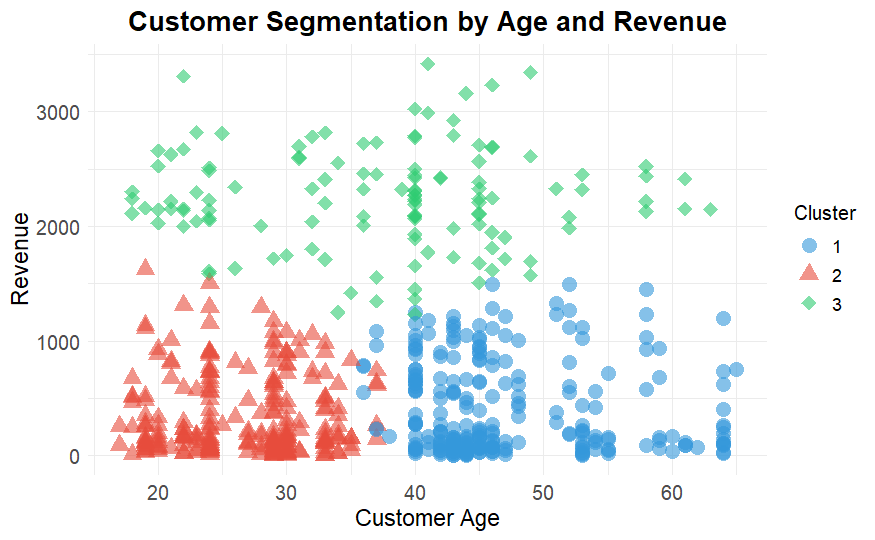 Customer Segmentation by Age and Revenue
Revenue
3000
2000
1000
0
20 30 40 50 60
Customer Age
Cluster
1
2
3